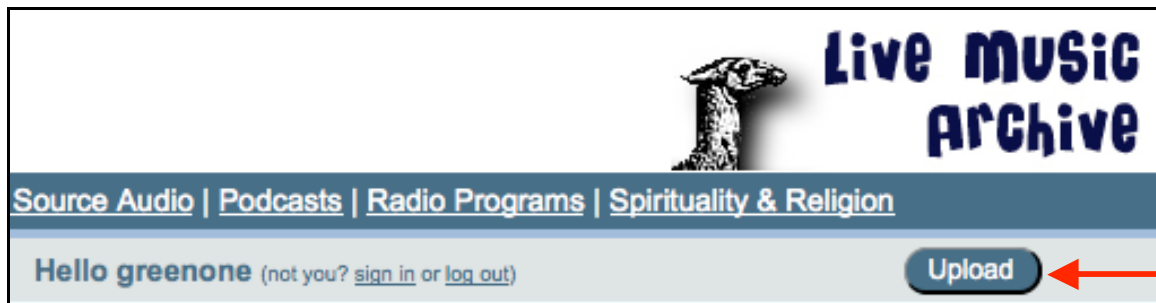 Live Music
Archive
Source Audio | Podcasts | Radio Programs | Spirituality & Religion
Hello greenone (not you? sign in or log out)
Upload